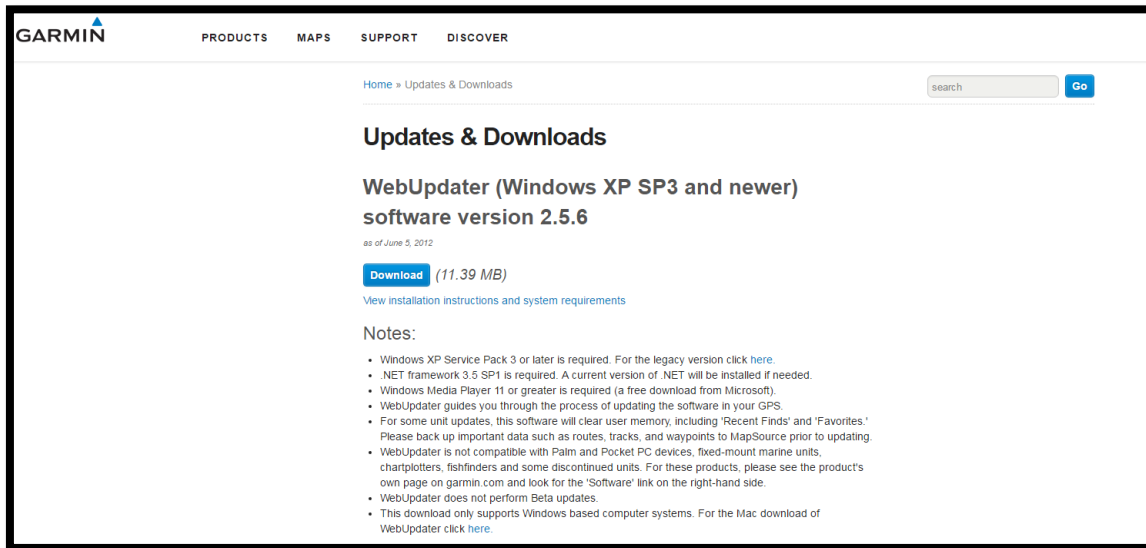 GARMIN
PRODUCTS MAPS SUPPORT DISCOVER
Home » Updates & Downloads
search
Go
Updates & Downloads
WebUpdater (Windows XP SP3 and newer)
software version 2.5.6
as of June 5, 2012
Download (11.39 MB)
View installation instructions and system requirements
Notes:
• Windows XP Service Pack 3 or later is required. For the legacy version click here.
• .NET framework 3.5 SP1 is required. A current version of .NET will be installed if needed.
• Windows Media Player 11 or greater is required (a free download from Microsoft).
• WebUpdater guides you through the process of updating the software in your GPS.
• For some unit updates, this software will clear user memory, including 'Recent Finds' and 'Favorites.'
Please back up important data such as routes, tracks, and waypoints to MapSource prior to updating.
• WebUpdater is not compatible with Palm and Pocket PC devices, fixed-mount marine units,
chartplotters, fishfinders and some discontinued units. For these products, please see the product's
own page on garmin.com and look for the 'Software' link on the right-hand side.
• WebUpdater does not perform Beta updates.
• This download only supports Windows based computer systems. For the Mac download of
WebUpdater click here.